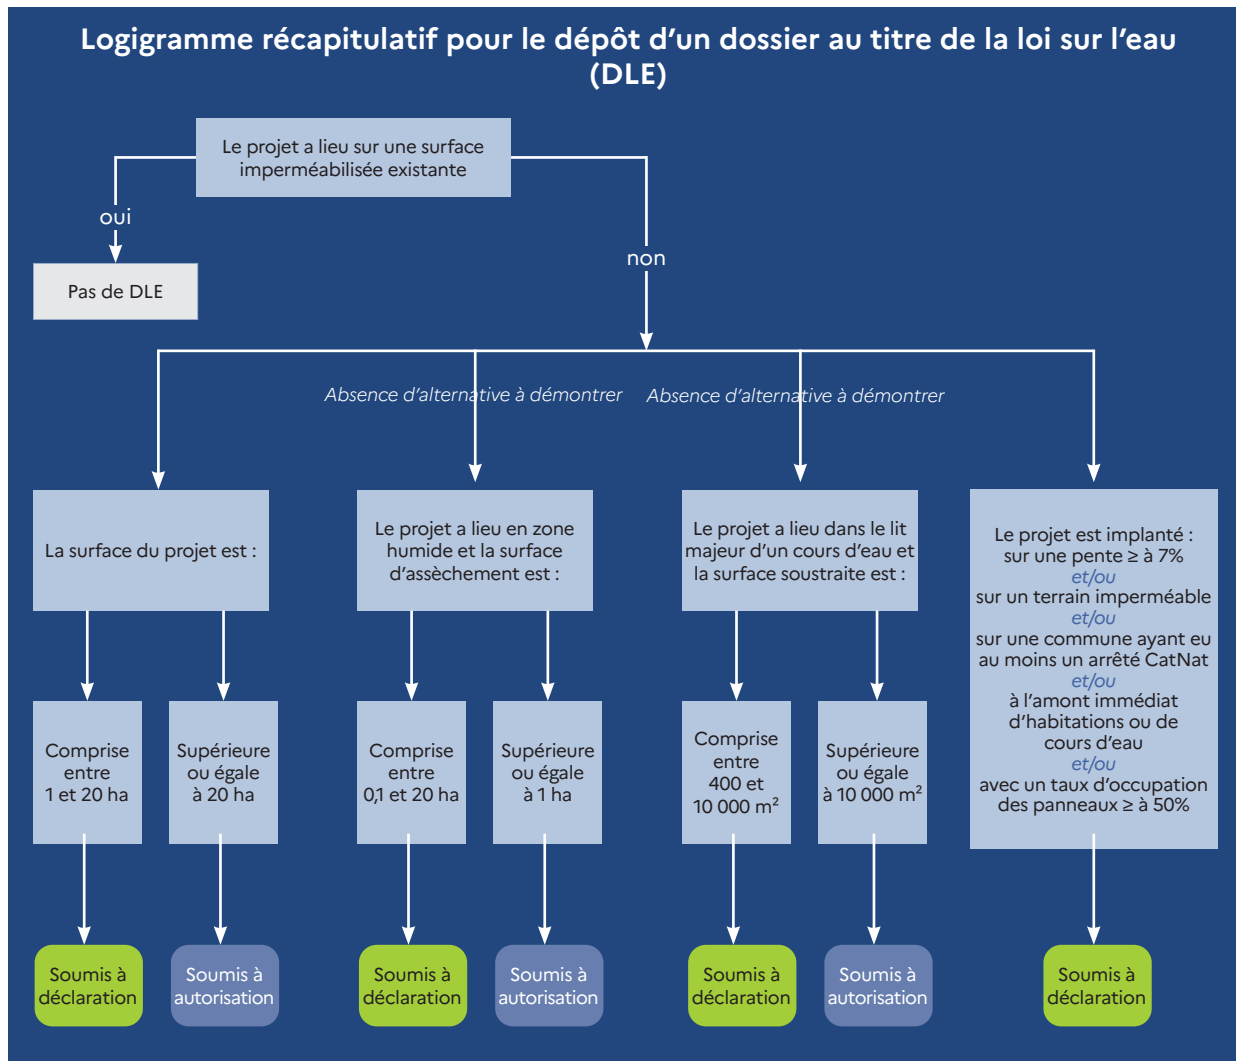 Logigramme récapitulatif pour le dépôt d'un dossier au titre de la loi sur l'eau
(DLE)
Le projet a lieu sur une surface
imperméabilisée existante
oui
non
Pas de DLE
Absence d'alternative à démontrer
Absence d'alternative à démontrer
La surface du projet est :
Le projet a lieu en zone
humide et la surface
d'assèchement est :
Le projet a lieu dans le lit
majeur d'un cours d'eau et
la surface soustraite est :
Le projet est implanté :
sur une pente ≥ à 7%
et/ou
sur un terrain imperméable
et/ou
sur une commune ayant eu
au moins un arrêté CatNat
et/ou
à l'amont immédiat
d'habitations ou de
cours d'eau
et/ou
avec un taux d'occupation
des panneaux ≥ à 50%
Comprise
entre
1 et 20 ha
Supérieure
ou égale
à 20 ha
Comprise
entre
0,1 et 20 ha
Supérieure
ou égale
à 1 ha
Comprise
entre
400 et
10 000 m²
Supérieure
ou égale
à 10 000 m²
Soumis à
déclaration
Soumis à
autorisation
Soumis à
déclaration
Soumis à
autorisation
Soumis à
déclaration
Soumis à
autorisation
Soumis à
déclaration